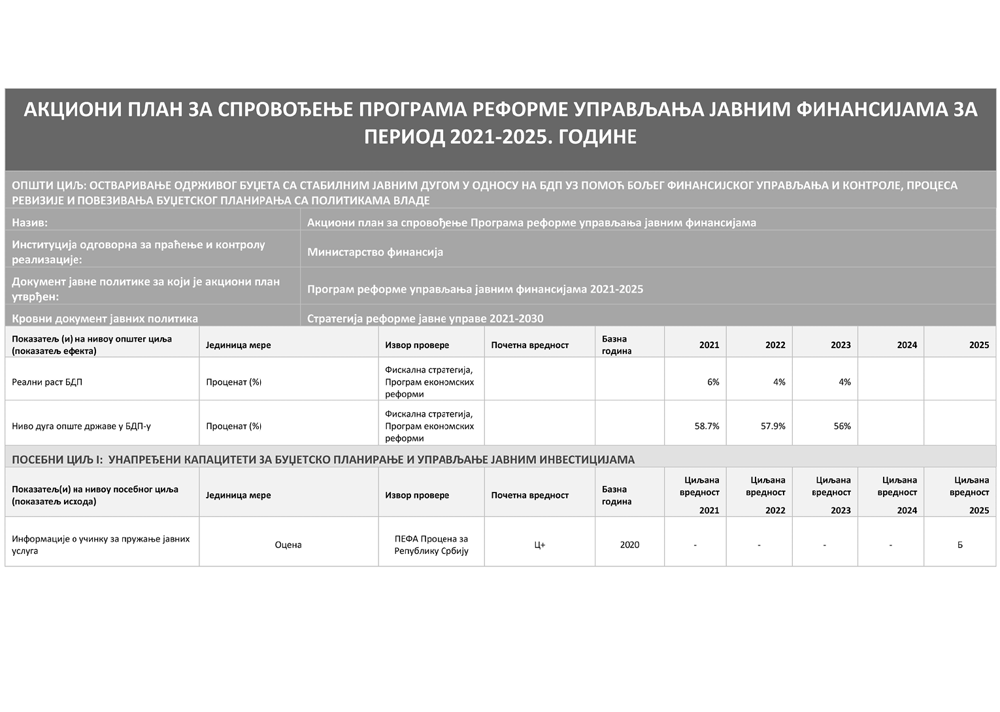 АКЦИОНИ ПЛАН ЗА СПРОВОЂЕЊЕ ПРОГРАМА РЕФОРМЕ УПРАВЉАЊА ЈАВНИМ ФИНАНСИЈАМА ЗА
ПЕРИОД 2021-2025. ГОДИНЕ
ОПШТИ ЦИЉ: ОСТВАРИВАЊЕ ОДРЖИВОГ БУЏЕТА СА СТАБИЛНИМ ЈАВНИМ ДУГОМ У ОДНОСУ НА БДП УЗ ПОМОЋ БОЉЕГ ФИНАНСИЈСКОГ УПРАВЉАЊА И КОНТРОЛЕ, ПРОЦЕСА
РЕВИЗИЈЕ И ПОВЕЗИВАЊА БУЏЕТСКОГ ПЛАНИРАЊА СА ПОЛИТИКАМА ВЛАДЕ
Назив: Акциони план за спровођење Програма реформе управљања јавним финансијама
Институција одговорна за праћење и контролу
реализације:
Министарство финансија
Документ јавне политике за који је акциони план
утврђен:
Програм реформе управљања јавним финансијама 2021-2025
Кровни документ јавних политика Стратегија реформе јавне управе 2021-2030
Показатељ (и) на нивоу општег циља
(показатељ ефекта)
Јединица мере
Извор провере
Почетна вредност
Базна
година
2021 2022 2023 2024 2025
Реални раст БДП
Проценат (%)
Фискална стратегија,
Програм економских
реформи
6% 4% 4%
Ниво дуга опште државе у БДП-у
Проценат (%)
Фискална стратегија,
Програм економских
реформи
58.7% 57.9% 56%
ПОСЕБНИ ЦИЉ I: УНАПРЕЂЕНИ КАПАЦИТЕТИ ЗА БУЏЕТСКО ПЛАНИРАЊЕ И УПРАВЉАЊЕ ЈАВНИМ ИНВЕСТИЦИЈАМА
Показатељ(и) на нивоу посебног циља
(показатељ исхода)
Јединица мере
Извор провере
Почетна вредност
Базна
година
Циљана
вредност
2021
Циљана
вредност
2022
Циљана
вредност
2023
Циљана
вредност
2024
Циљана
вредност
2025
Информације о учинку за пружање јавних
услуга
Оцена
ПЕФА Процена за
Републику Србију
Ц+
2020
- - - - Б